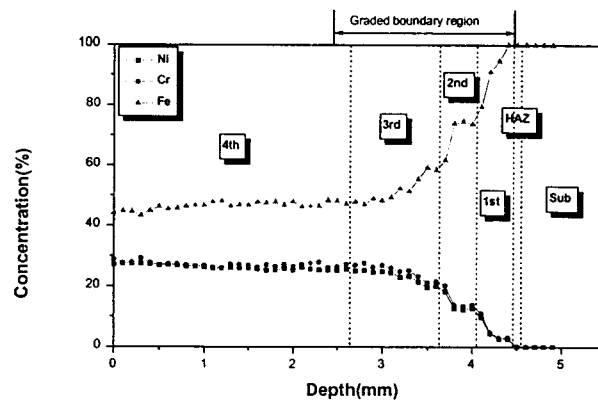 Graded boundary region
100
80
60
40
20
0
Concentration(%)
Ni
Cr
Fe
4th
3rd
2nd
1st
HAZ
Sub
0
1
2
3
4
5
Depth(mm)